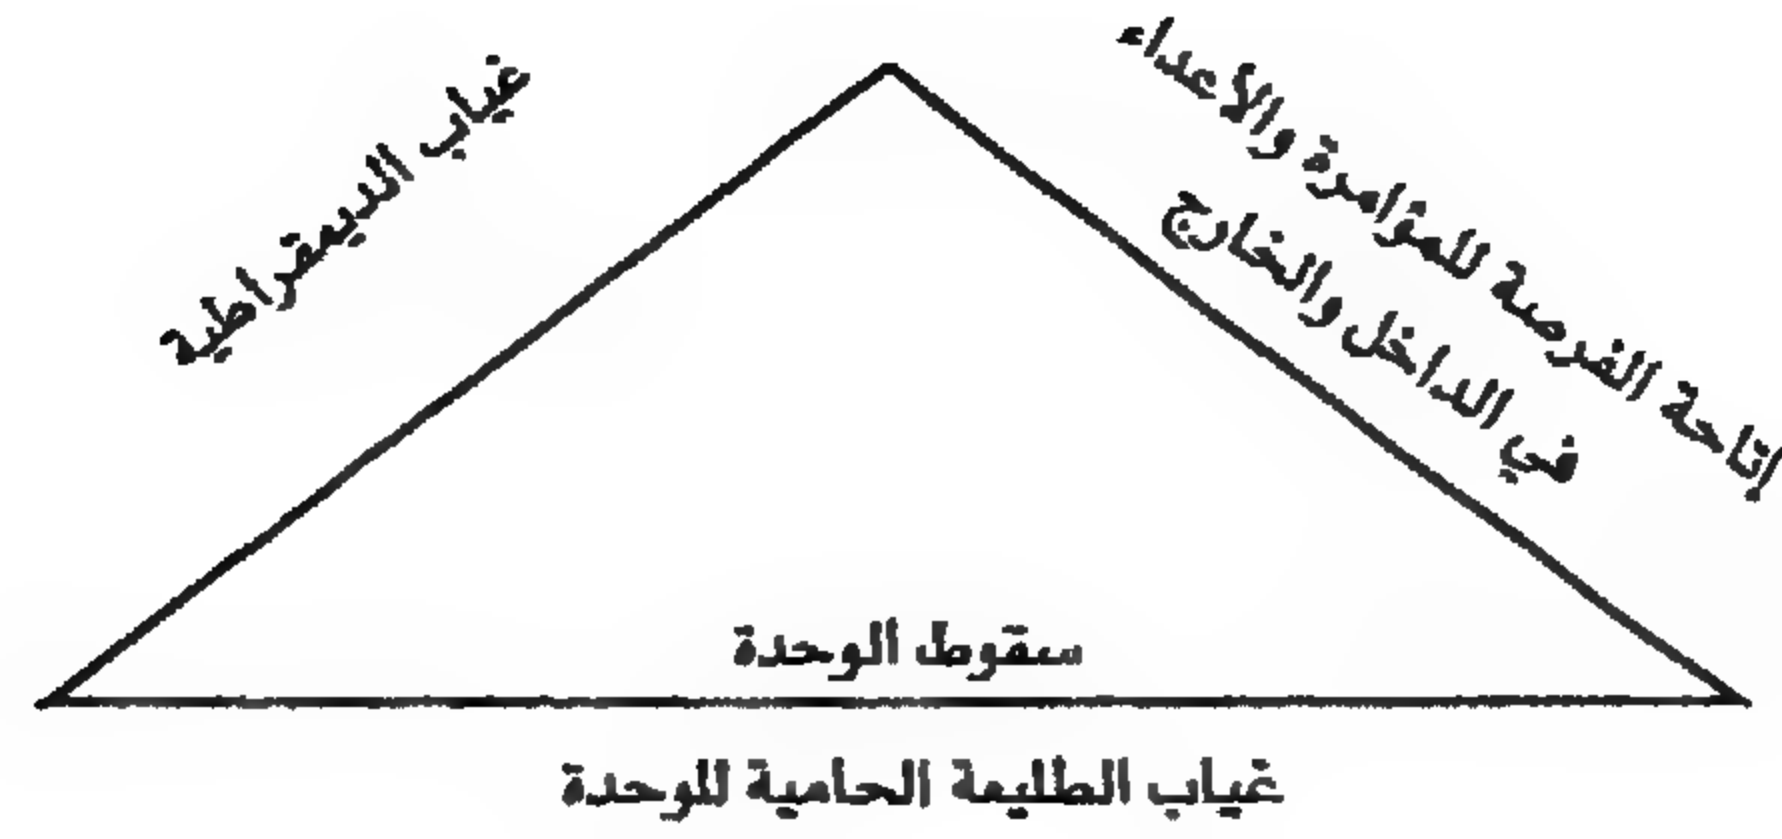 إتاحة الفرصة للمؤامرة والأعداء
في الداخل والخارج
غياب الديمقراطية
سقوط الوحدة
غياب الطليعة الحامية للوحدة